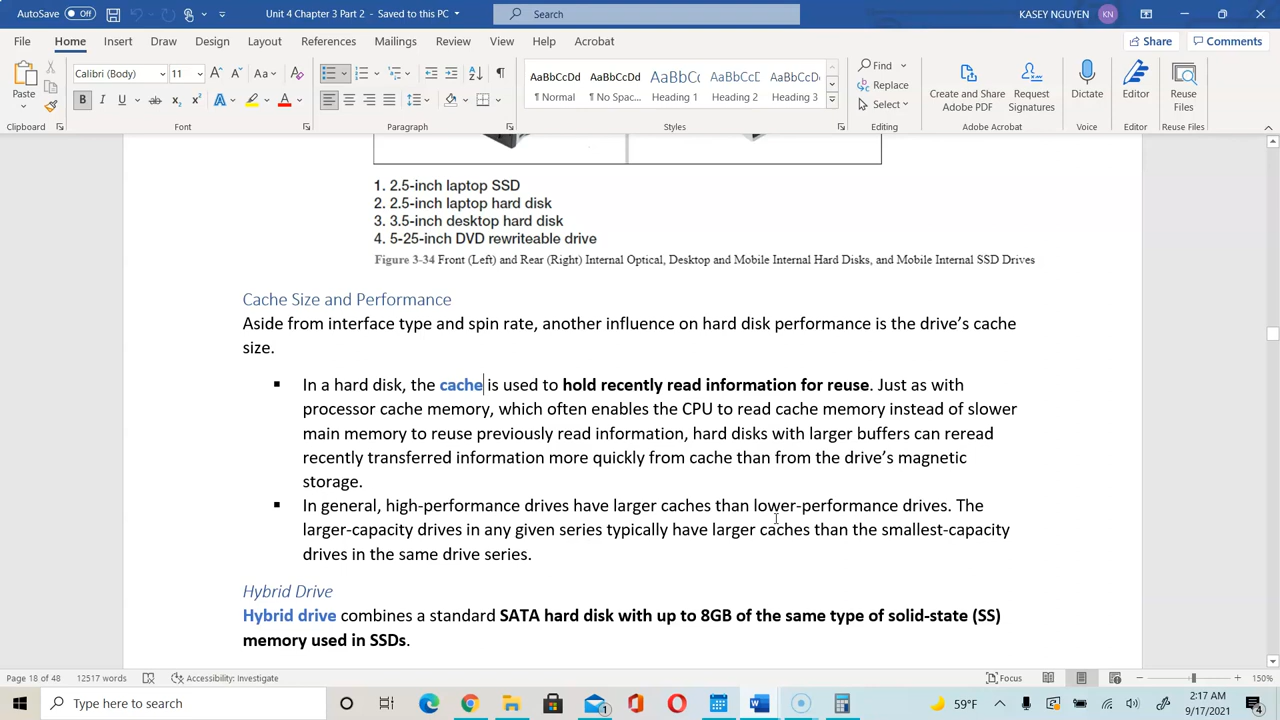 AutoSave Off Chapter 3 - Part 2 Unit 9 - Saved to this PC Search KASEY NGUYEN KN
File Home Insert Draw Design Layout References Mailings Review View Help Acrobat Share Comments
Paste Calibri (Body) 11 AaBbCcDd AaBbCcDd AaBbCc AaBbCcD AaBbCcD Find Replace Select Create and Share Adobe PDF Request Signatures Dictate Editor Reuse Files
¶ Normal ¶ No Spac... Heading 1 Heading 2 Heading 3
Clipboard Font Paragraph Styles Editing Adobe Acrobat Voice Editor Reuse Files
1. 2.5-inch laptop SSD
2. 2.5-inch laptop hard disk
3. 3.5-inch desktop hard disk
4. 5-25-inch DVD rewriteable drive
Figure 3-34 Front (Left) and Rear (Right) Internal Optical, Desktop and Mobile Internal Hard Disks, and Mobile Internal SSD Drives
Cache Size and Performance
Aside from interface type and spin rate, another influence on hard disk performance is the drive's cache
size.
▪ In a hard disk, the cache is used to hold recently read information for reuse. Just as with
processor cache memory, which often enables the CPU to read cache memory instead of slower
main memory to reuse previously read information, hard disks with larger buffers can reread
recently transferred information more quickly from cache than from the drive's magnetic
storage.
▪ In general, high-performance drives have larger caches than lower-performance drives. The
larger-capacity drives in any given series typically have larger caches than the smallest-capacity
drives in the same drive series.
Hybrid Drive
Hybrid drive combines a standard SATA hard disk with up to 8GB of the same type of solid-state (SS)
memory used in SSDs.
Page 18 of 48 12517 words Accessibility: Investigate Focus 150%
Type here to search 59°F 2:17 AM
9/17/2021